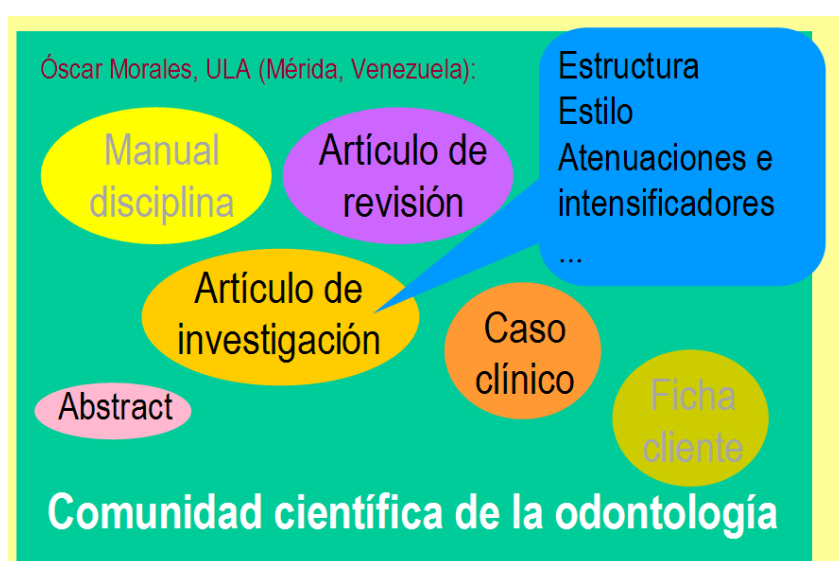 Óscar Morales, ULA (Mérida, Venezuela):
Estructura
Estilo
Atenuaciones e
intensificadores
...
Manual
disciplina
Artículo de
revisión
Artículo de
investigación
Caso
clínico
Abstract
Ficha
cliente
Comunidad científica de la odontología